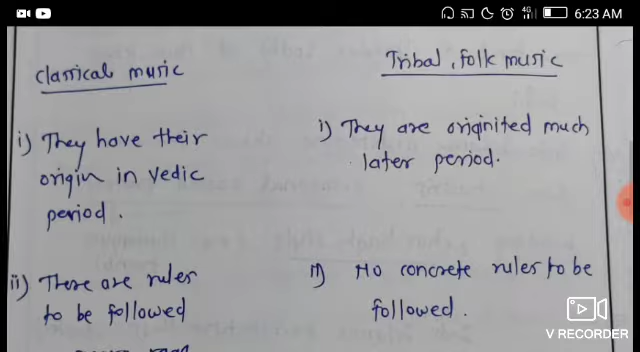 4G
6:23 AM
Classical music
Tribal, folk music
i) They have their
origin in vedic
period.
i) They are originited much
later period.
ii) There are rules
to be followed
ii) No concrete rules to be
followed.
V RECORDER